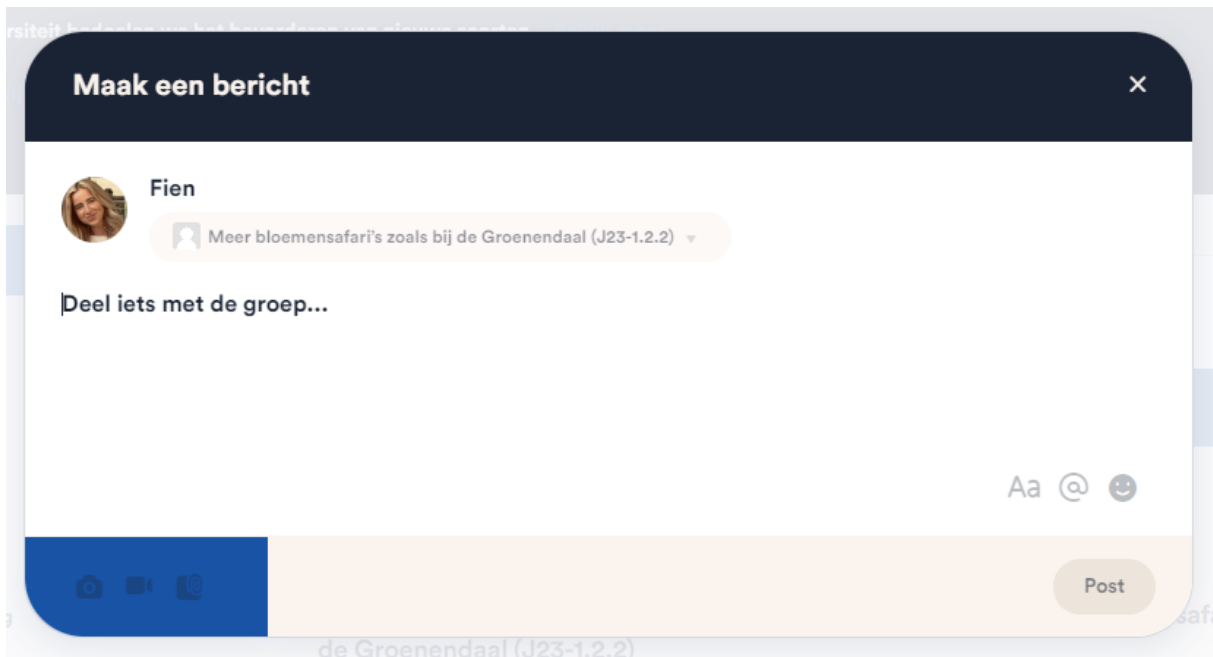 Maak een bericht
Fien
Meer bloemensafari's zoals bij de Groenendaal (J23-1.2.2)
Deel iets met de groep...
Aa @
Post
de Groenendaal (J23-1.2.2)